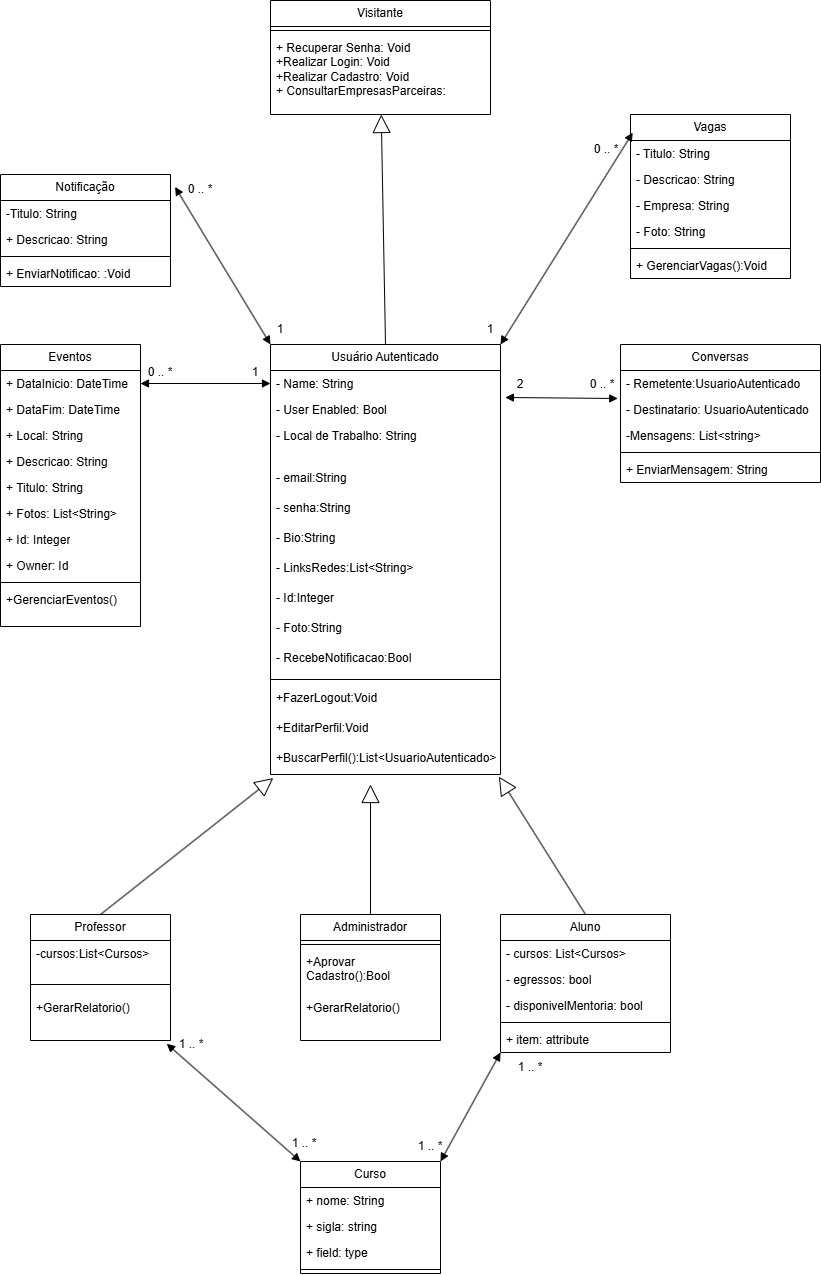 Visitante
+ Recuperar Senha: Void
+Realizar Login: Void
+Realizar Cadastro: Void
+ ConsultarEmpresasParceiras:
Vagas
- Titulo: String
- Descricao: String
- Empresa: String
- Foto: String
+ GerenciarVagas():Void
0 .. *
1
Notificação
-Titulo: String
+ Descricao: String
+ EnviarNotificao: :Void
0 .. *
1
Eventos
+ DataInicio: DateTime
+ DataFim: DateTime
+ Local: String
+ Descricao: String
+ Titulo: String
+ Fotos: List<String>
+ Id: Integer
+ Owner: Id
+GerenciarEventos()
0 .. *
1
Usuário Autenticado
- Name: String
- User Enabled: Bool
- Local de Trabalho: String
- email:String
- senha:String
- Bio:String
- LinksRedes:List<String>
- Id:Integer
- Foto:String
- RecebeNotificacao:Bool
+FazerLogout:Void
+EditarPerfil:Void
+BuscarPerfil():List<UsuarioAutenticado>
2
0 .. *
Conversas
- Remetente:UsuarioAutenticado
- Destinatario: UsuarioAutenticado
-Mensagens: List<string>
+ EnviarMensagem: String
Professor
-cursos:List<Cursos>
+GerarRelatorio()
Administrador
+Aprovar
Cadastro():Bool
+GerarRelatorio()
Aluno
- cursos: List<Cursos>
- egressos: bool
- disponivelMentoria: bool
+ item: attribute
1 .. *
1 .. *
1 .. *
1 .. *
Curso
+ nome: String
+ sigla: string
+ field: type